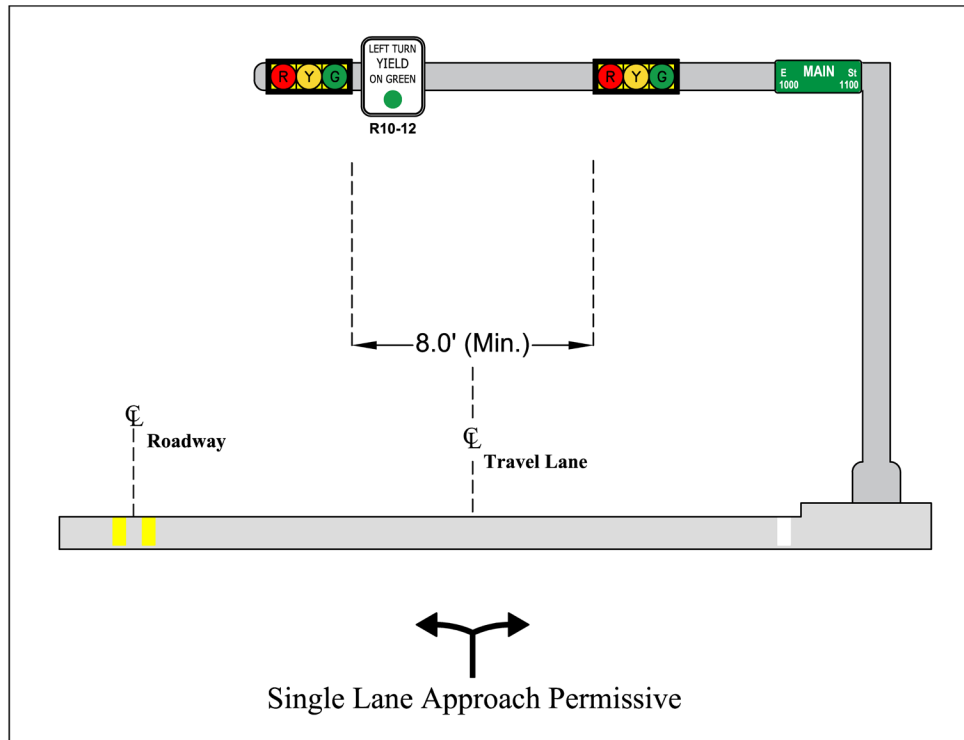 R Y G
LEFT TURN
YIELD
ON GREEN
R10-12
R Y G
E MAIN St
1000 1100
8.0' (Min.)
℄
Roadway
℄
Travel Lane
Single Lane Approach Permissive